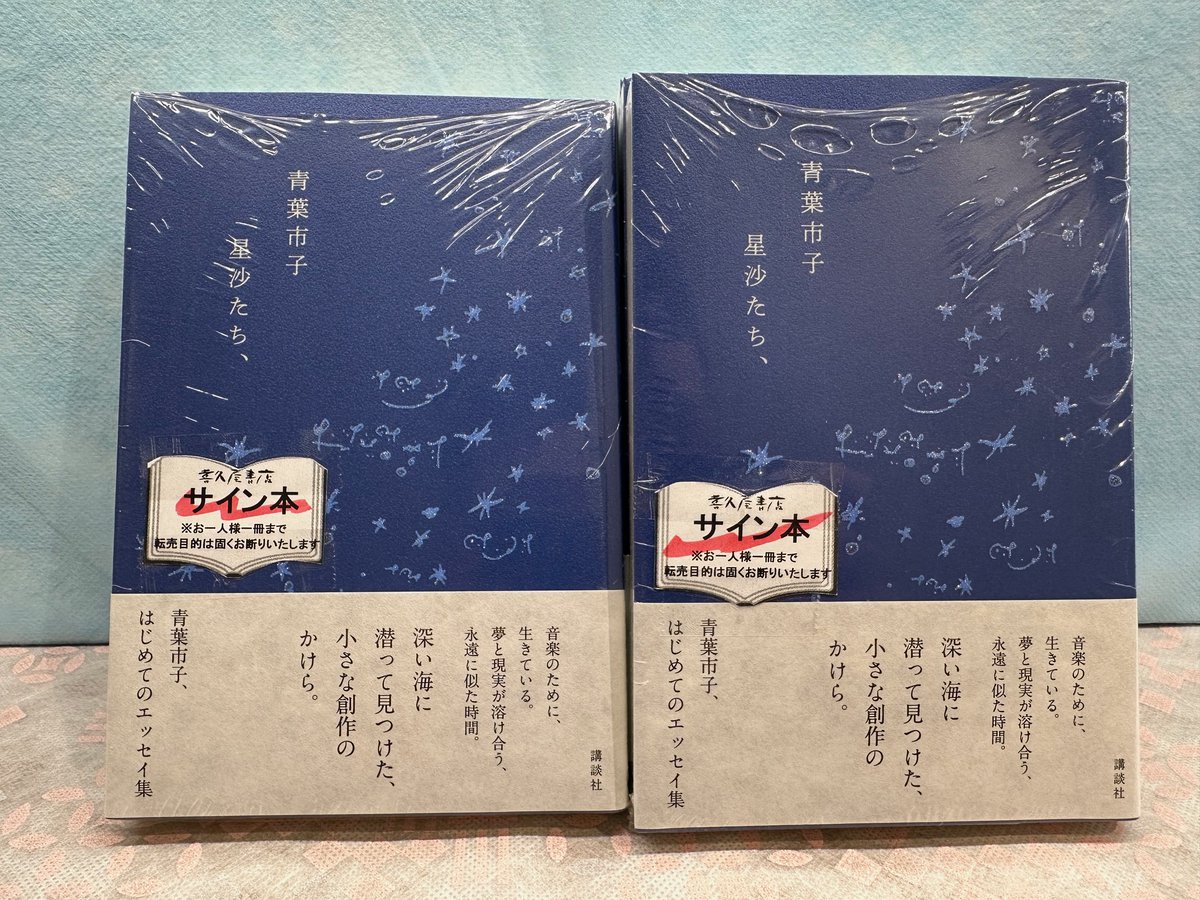 青葉市子
星沙たち、
喜久屋書店
サイン本
※お一人様一冊まで
転売目的は固くお断りいたします
音楽のために、
生きている。
夢と現実が溶け合う、
永遠に似た時間。
深い海に
潜って見つけた、
小さな創作の
かけら。
青葉市子、
はじめてのエッセイ集
講談社
青葉市子
星沙たち、
喜久屋書店
サイン本
※お一人様一冊まで
転売目的は固くお断りいたします
音楽のために、
生きている。
夢と現実が溶け合う、
永遠に似た時間。
深い海に
潜って見つけた、
小さな創作の
かけら。
青葉市子、
はじめてのエッセイ集
講談社